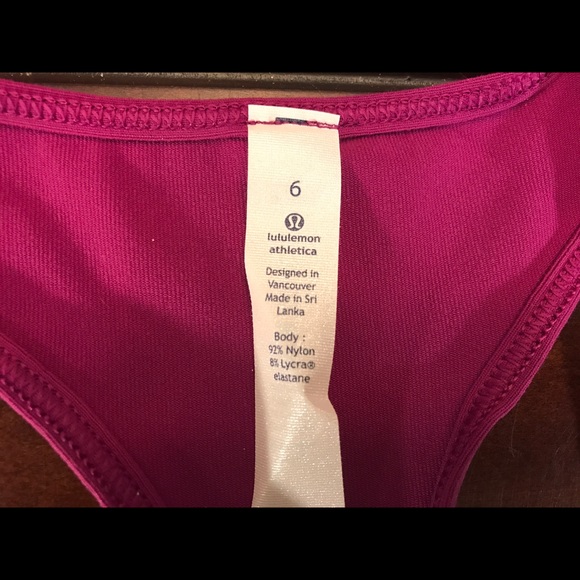 6
lululemon
athletica
Designed in
Vancouver
Made in Sri
Lanka
Body :
92% Nylon
8% Lycra®
elastane